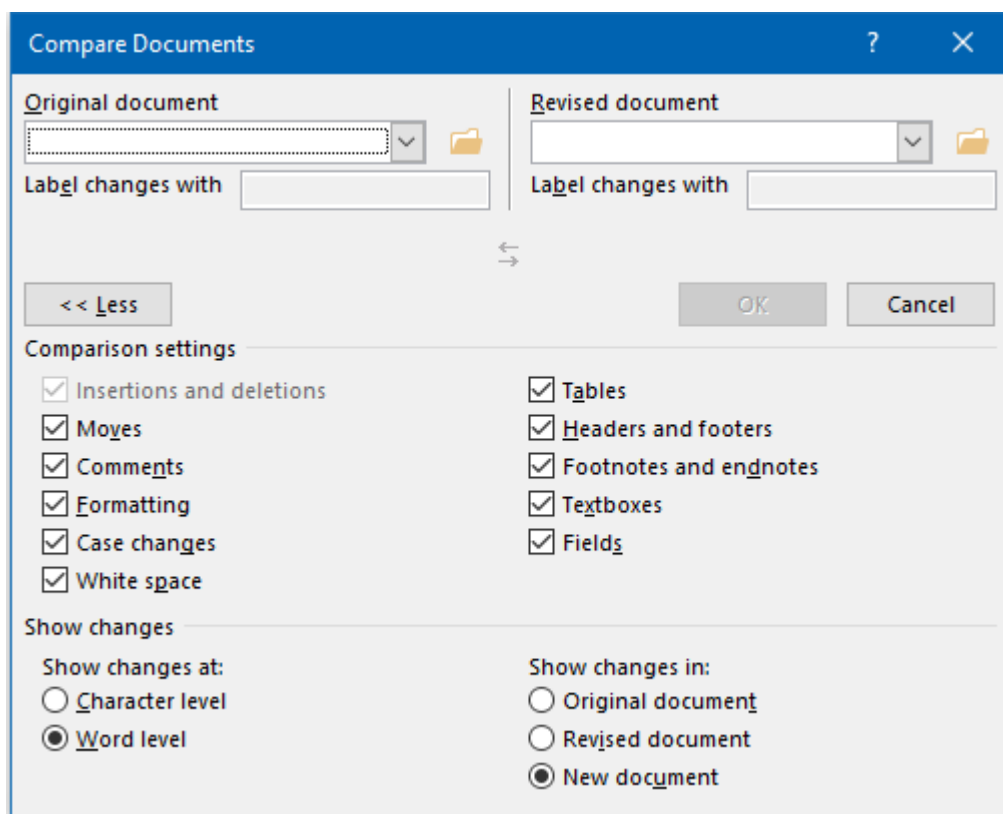 Compare Documents ?
Original document
Label changes with
Revised document
Label changes with
<< Less OK Cancel
Comparison settings
Insertions and deletions
Moves
Comments
Formatting
Case changes
White space
Tables
Headers and footers
Footnotes and endnotes
Textboxes
Fields
Show changes
Show changes at:
Character level
Word level
Show changes in:
Original document
Revised document
New document